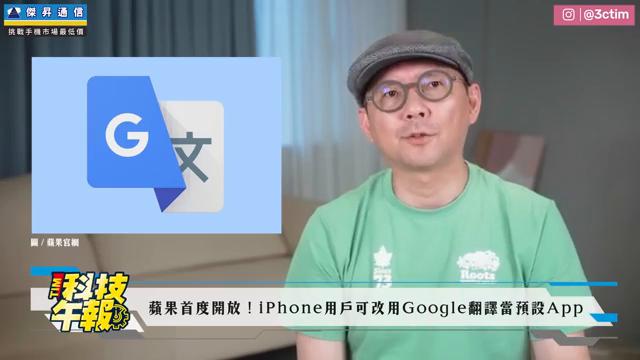 傑昇通信
挑戰手機市場最低價
@3ctim
G
文
圖/蘋果官網
科技
午報
蘋果首度開放！iPhone用戶可改用Google翻譯當預設App
Roots